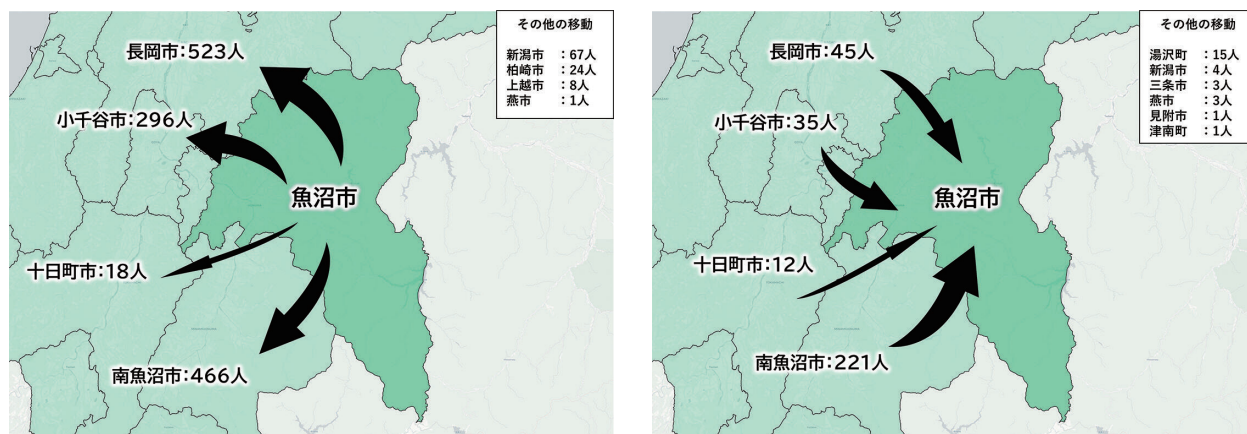 長岡市：523人
小千谷市：296人
魚沼市
十日町市：18人
南魚沼市：466人
その他の移動
新潟市 ：67人
柏崎市 ：24人
上越市 ：8人
燕市 ：1人
長岡市：45人
小千谷市：35人
魚沼市
十日町市：12人
南魚沼市：221人
その他の移動
湯沢町 ：15人
新潟市 ：4人
三条市 ：3人
燕市 ：3人
見附市 ：1人
津南町 ：1人